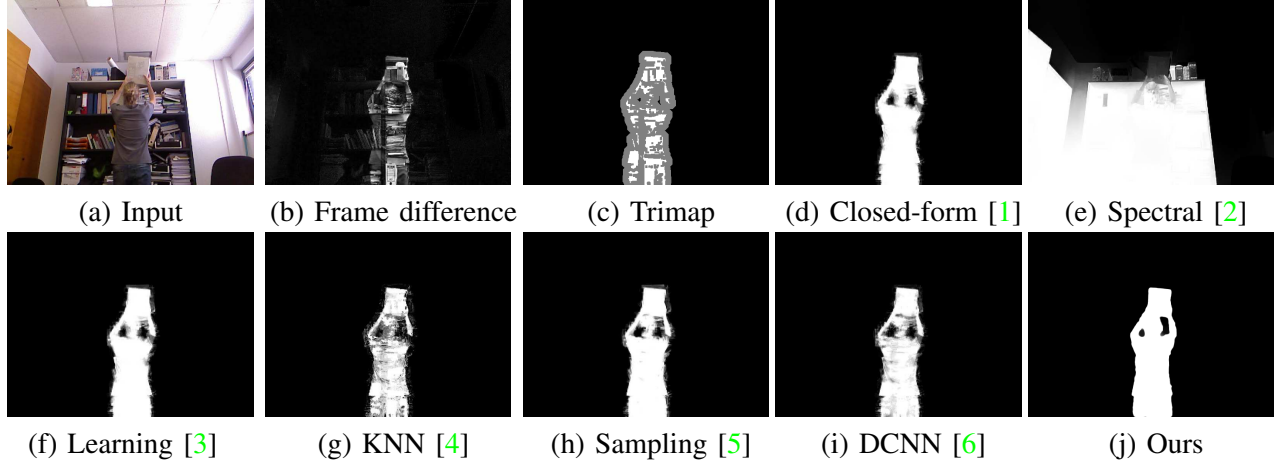 (a) Input (b) Frame difference (c) Trimap (d) Closed-form [1] (e) Spectral [2]
(f) Learning [3] (g) KNN [4] (h) Sampling [5] (i) DCNN [6] (j) Ours